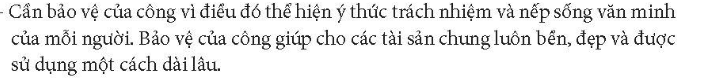 - Cần bảo vệ của công vì điều đó thể hiện ý thức trách nhiệm và nếp sống văn minh
của mỗi người. Bảo vệ của công giúp cho các tài sản chung luôn bền, đẹp và được
sử dụng một cách dài lâu.